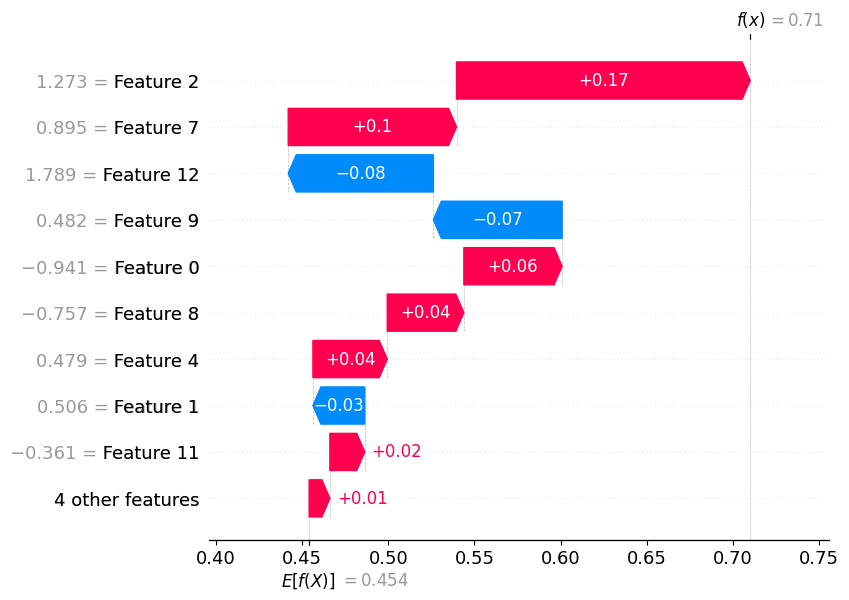 f(x) = 0.71
1.273 = Feature 2 +0.17
0.895 = Feature 7 +0.1
1.789 = Feature 12 −0.08
0.482 = Feature 9 −0.07
−0.941 = Feature 0 +0.06
−0.757 = Feature 8 +0.04
0.479 = Feature 4 +0.04
0.506 = Feature 1 −0.03
−0.361 = Feature 11 +0.02
4 other features +0.01
0.40 0.45 0.50 0.55 0.60 0.65 0.70 0.75
E[f(X)] = 0.454